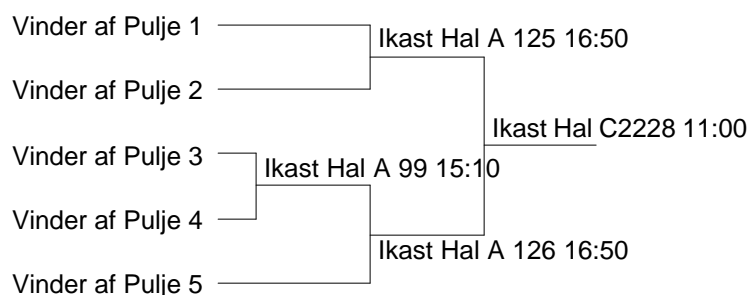 Vinder af Pulje 1
Ikast Hal A 125 16:50
Vinder af Pulje 2
Ikast Hal C2228 11:00
Vinder af Pulje 3
Ikast Hal A 99 15:10
Vinder af Pulje 4
Ikast Hal A 126 16:50
Vinder af Pulje 5